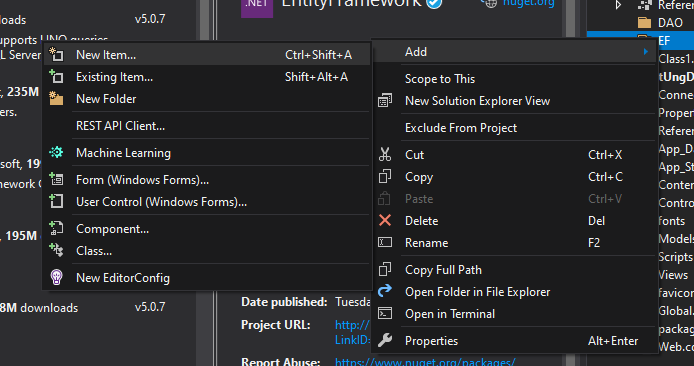 .NET EntityFramework nuget.org
nloads v5.0.7
upports LINQ queries
L Server
, 235M
ers.
soft, 19
mework
, 195M
8M downloads v5.0.7
New Item... Ctrl+Shift+A
Existing Item... Shift+Alt+A
New Folder
REST API Client...
Machine Learning
Form (Windows Forms)...
User Control (Windows Forms)...
Component...
Class...
New EditorConfig
Add
Scope to This
New Solution Explorer View
Exclude From Project
Cut Ctrl+X
Copy Ctrl+C
Paste Ctrl+V
Delete Del
Rename F2
Copy Full Path
Open Folder in File Explorer
Open in Terminal
Properties Alt+Enter
Date published: Tuesda
Project URL: http://
LinkID=
Report Abuse: https://www.nuget.org/packages/
Referen
DAO
EF
Class1.
tUngD
Connec
Proper
Refere
App_Da
App_St
Conten
Contro
fonts
Models
Scripts
Views
favicon
Global.
packag
Web.co